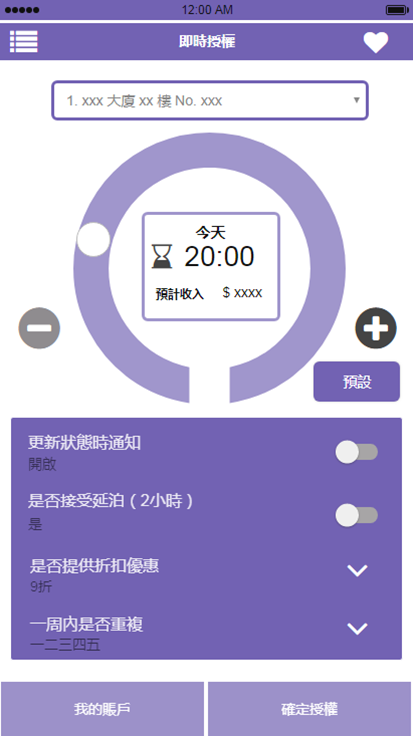 12:00 AM
即時授權
1. xxx 大廈 xx 樓 No. xxx
今天
20:00
預計收入 $ xxxx
預設
更新狀態時通知
開啟
是否接受延泊（2小時）
是
是否提供折扣優惠
9折
一周內是否重複
一二三四五
我的賬戶 確定授權